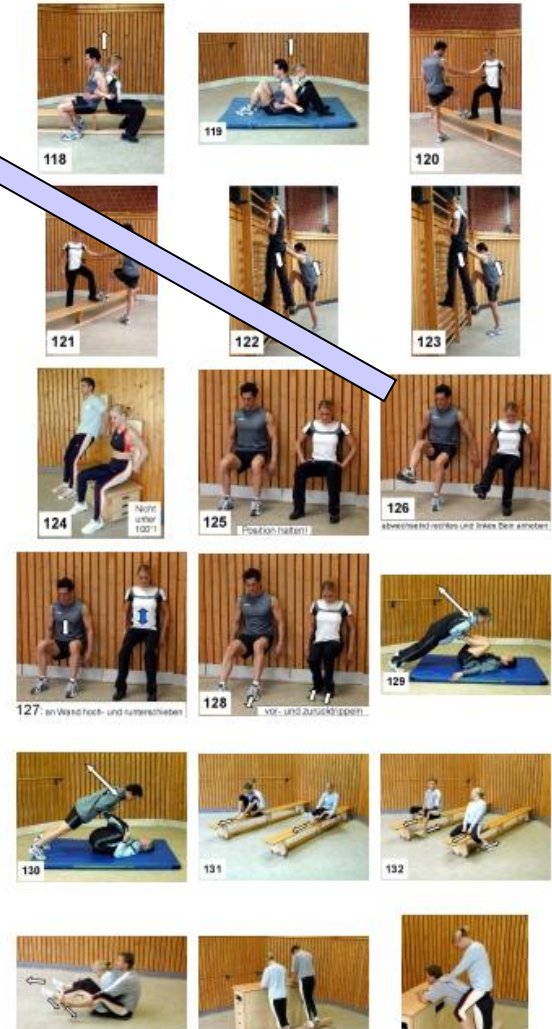 118
119
120
121
122
123
124
Nicht
unter
100°!
125
Position halten!
126
abwechselnd rechtes und linkes Bein anheben
127: an Wand hoch- und runterschieben
128
vor- und zurücktrippeln
129
130
131
132